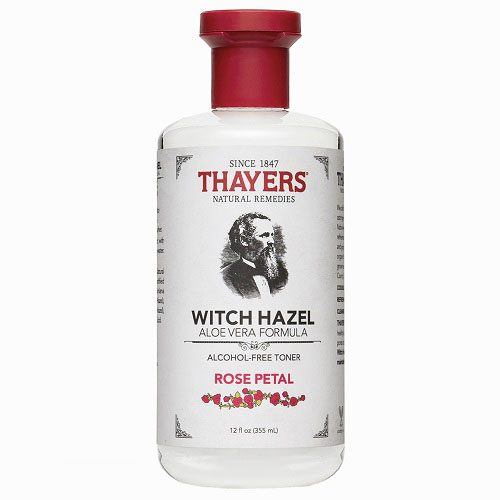 SINCE 1847
THAYERS®
NATURAL REMEDIES
WITCH HAZEL
ALOE VERA FORMULA
ALCOHOL-FREE TONER
ROSE PETAL
12 fl oz (355 mL)